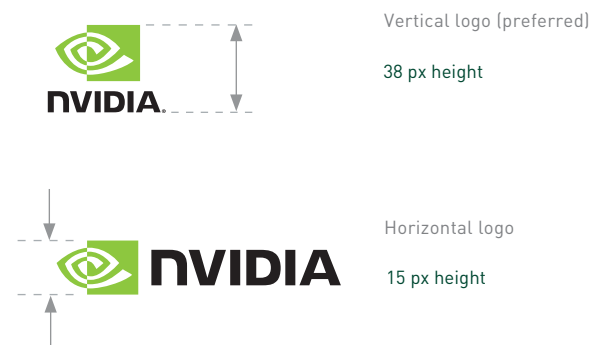 Vertical logo (preferred)
38 px height
NVIDIA®
Horizontal logo
15 px height
NVIDIA